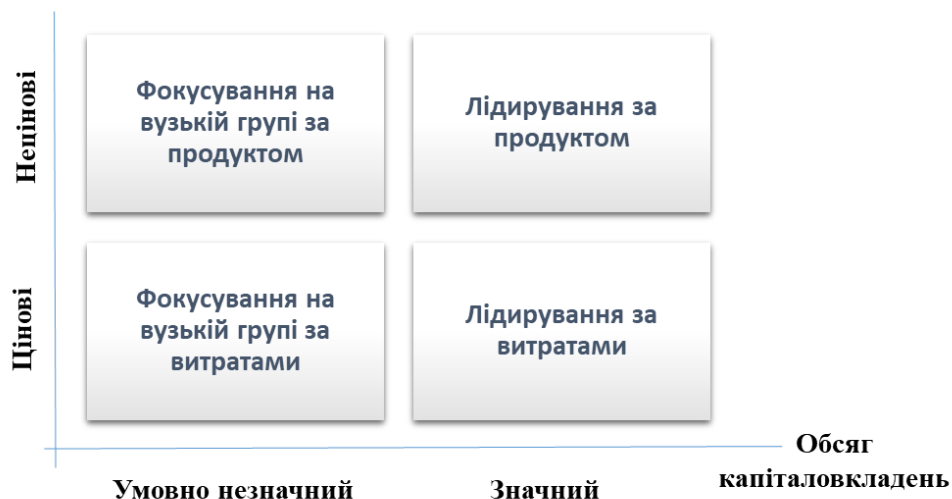 Нецінові
Фокусування на
вузькій групі за
продуктом
Лідирування за
продуктом
Цінові
Фокусування на
вузькій групі за
витратами
Лідирування за
витратами
Умовно незначний
Значний
Обсяг
капіталовкладень